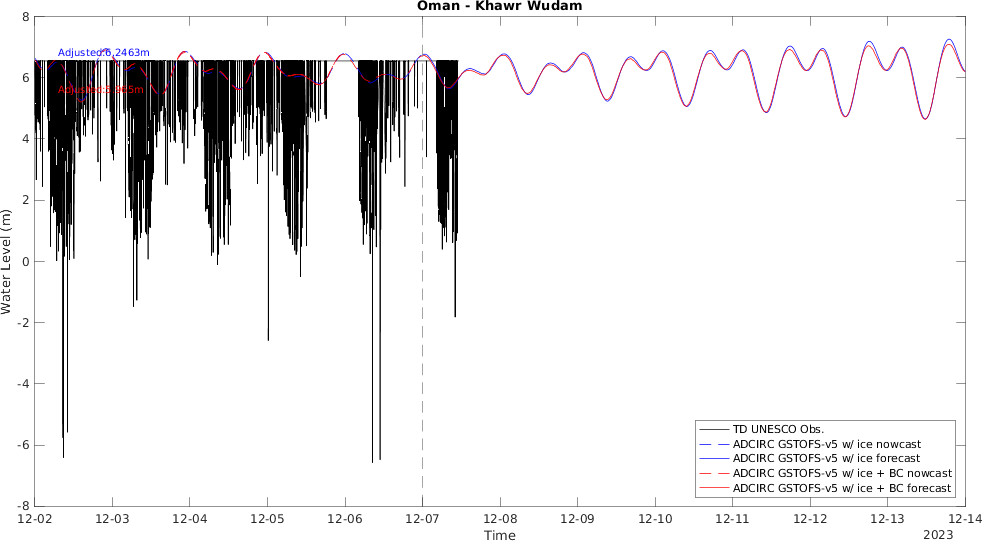 Oman - Khawr Wudam
8
6
4
2
0
-2
-4
-6
-8
Water Level (m)
Adjusted:6.2463m
TD UNESCO Obs.
ADCIRC GSTOFS-v5 w/ ice nowcast
ADCIRC GSTOFS-v5 w/ ice forecast
ADCIRC GSTOFS-v5 w/ ice + BC nowcast
ADCIRC GSTOFS-v5 w/ ice + BC forecast
12-02 12-03 12-04 12-05 12-06 12-07 12-08 12-09 12-10 12-11 12-12 12-13 12-14
Time
2023